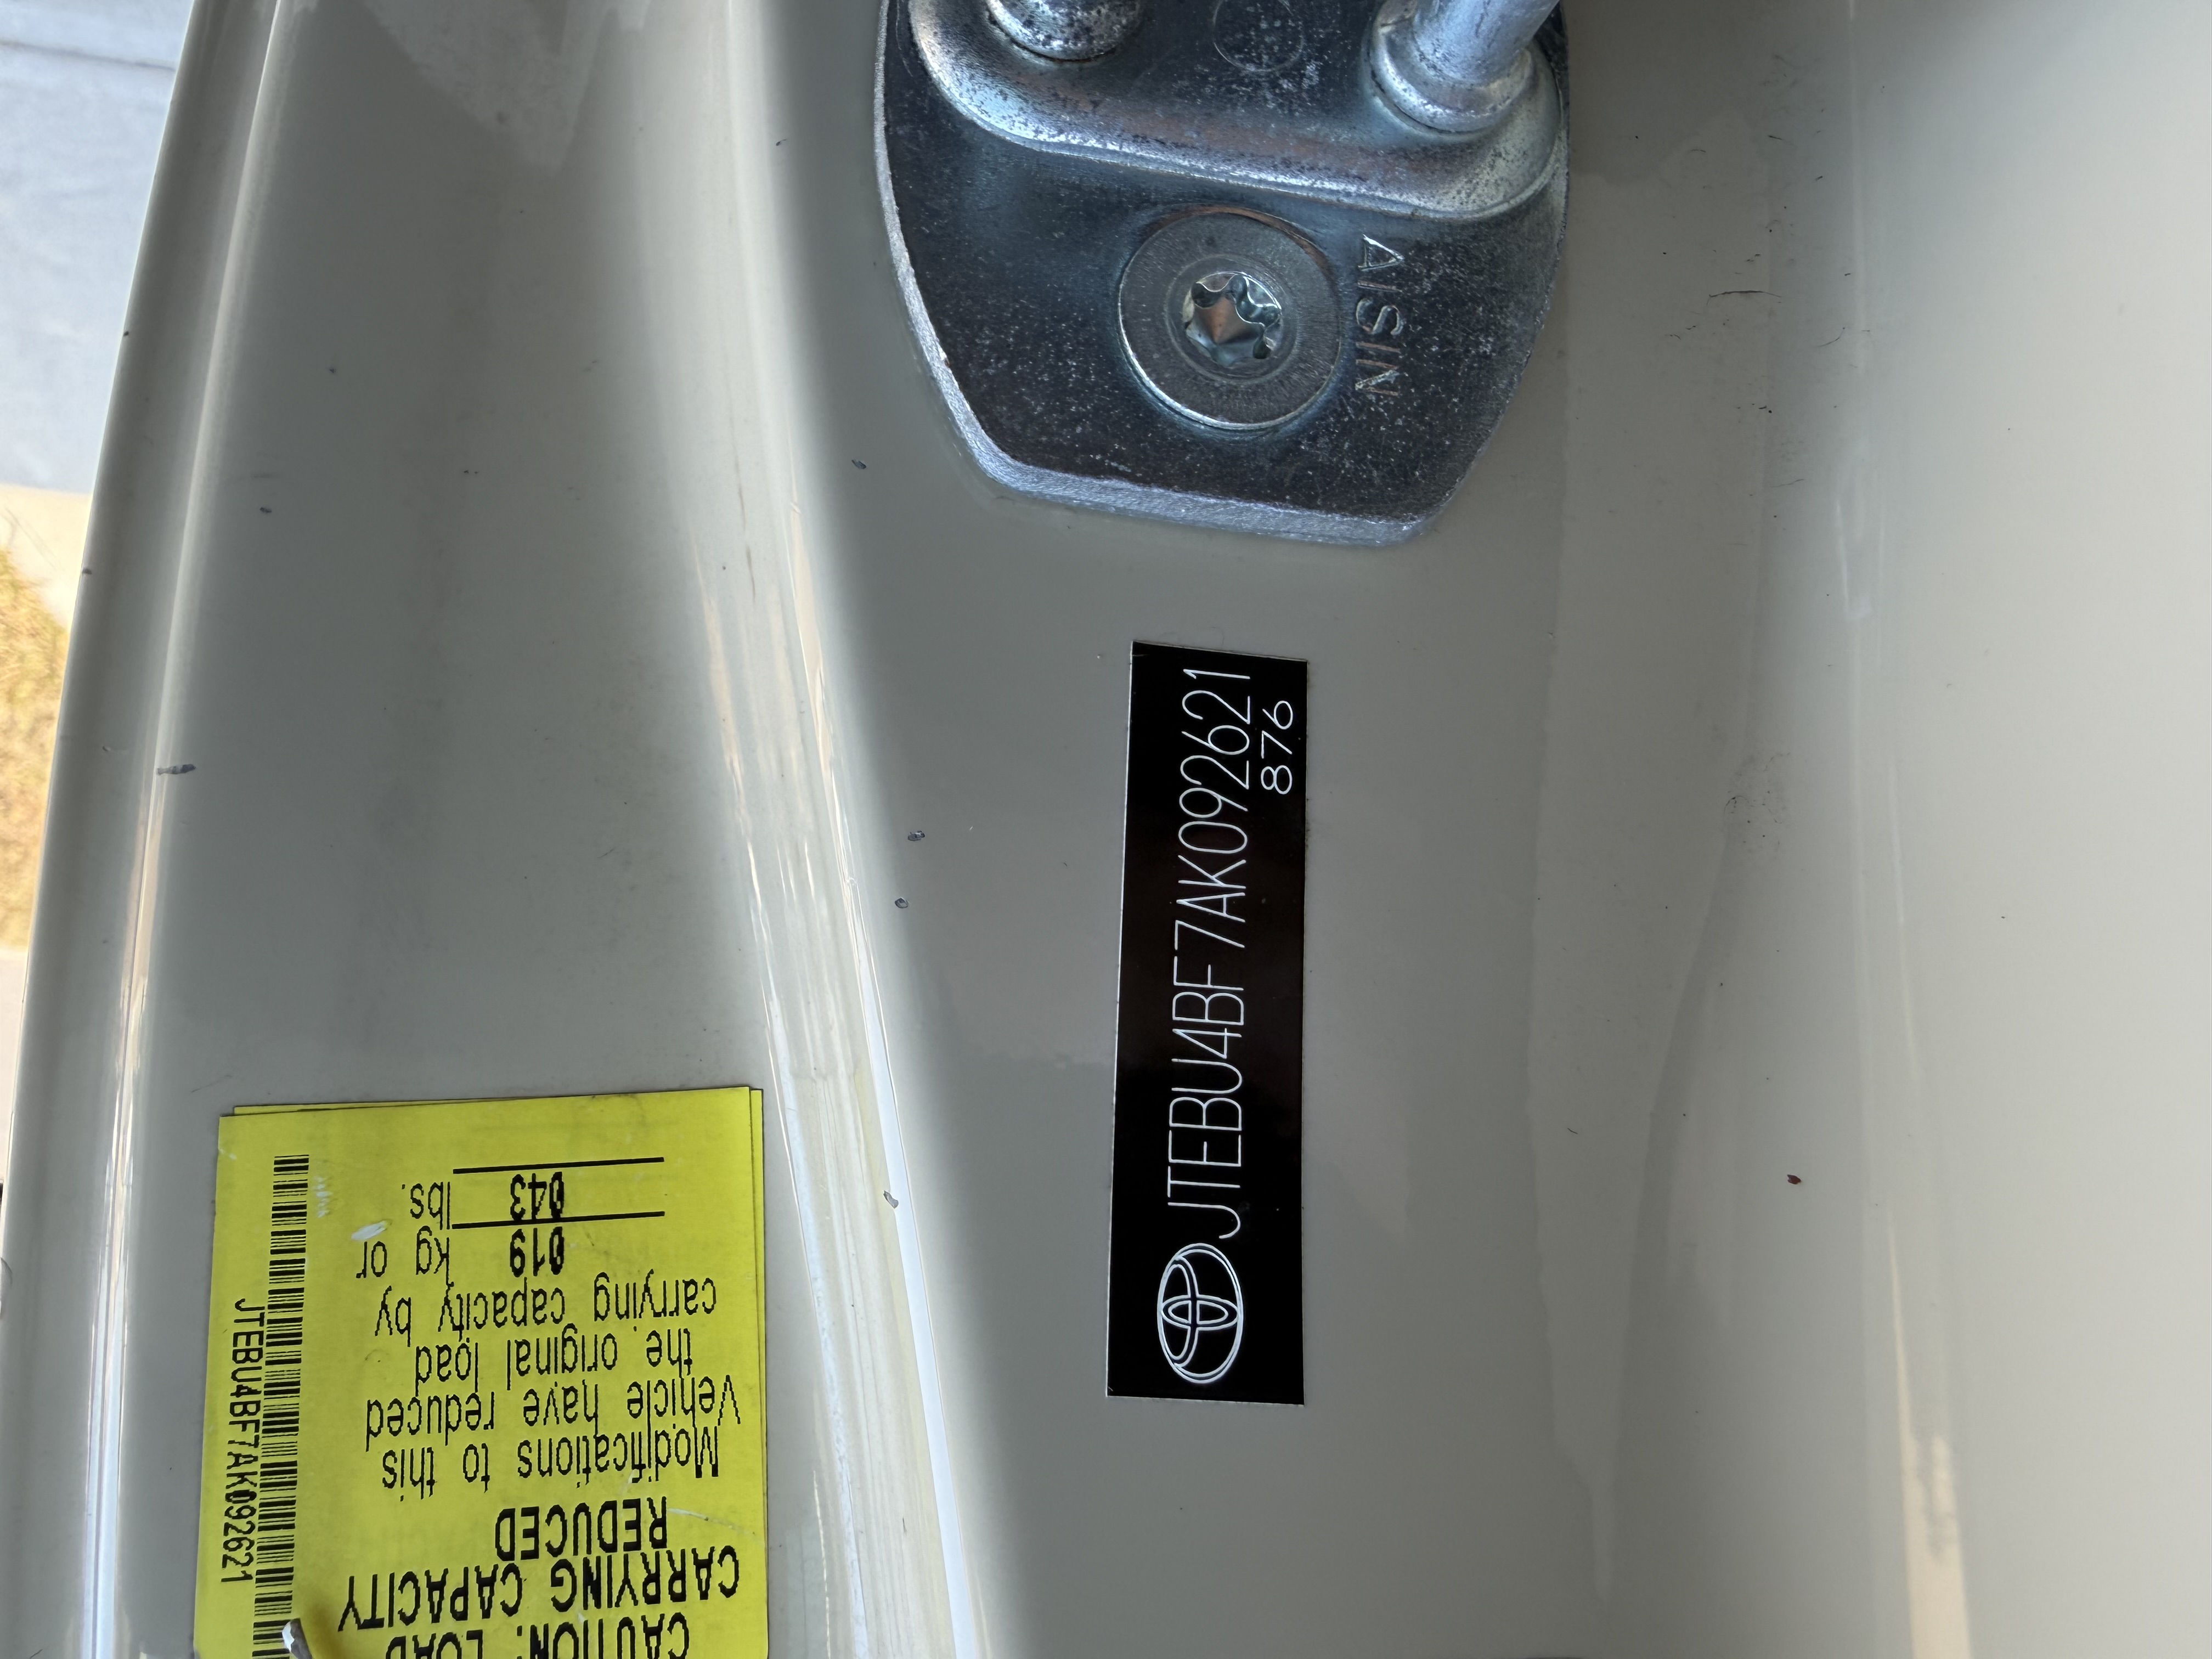 AISIN
JTEBU4BF7AK092621
876
CAUTION: LOAD
CARRYING CAPACITY
REDUCED
Modifications to this
Vehicle have reduced
the original load
carrying capacity by
019 kg or
043 lbs.
JTEBU4BF7AK092621